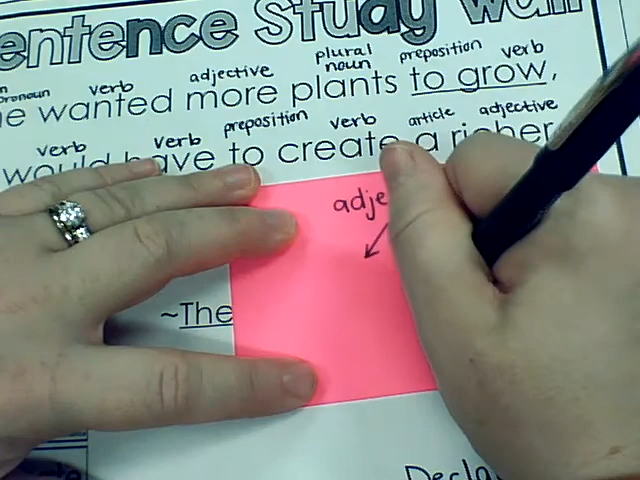 Sentence Study Wall
pronoun verb adjective plural noun preposition verb
he wanted more plants to grow,
verb verb preposition verb article adjective
would have to create a richer
adje
~The
Decla